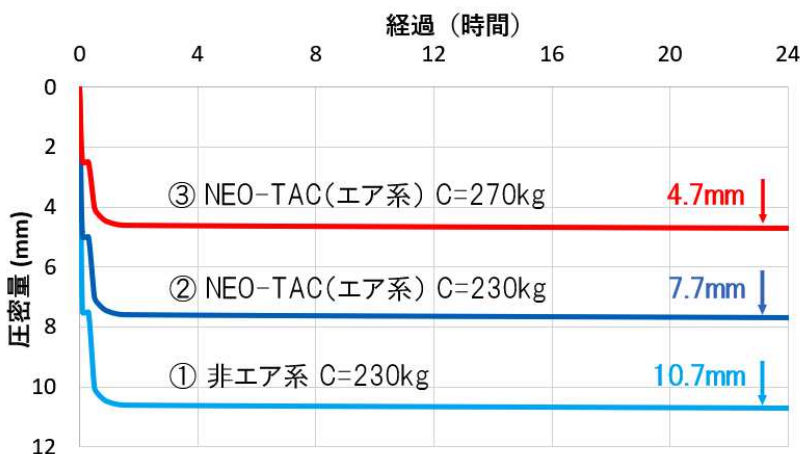 経過（時間）
0 4 8 12 16 20 24
圧密量 (mm)
0
2
4
6
8
10
12
③ NEO-TAC(エア系) C=270kg 4.7mm
② NEO-TAC(エア系) C=230kg 7.7mm
① 非エア系 C=230kg 10.7mm